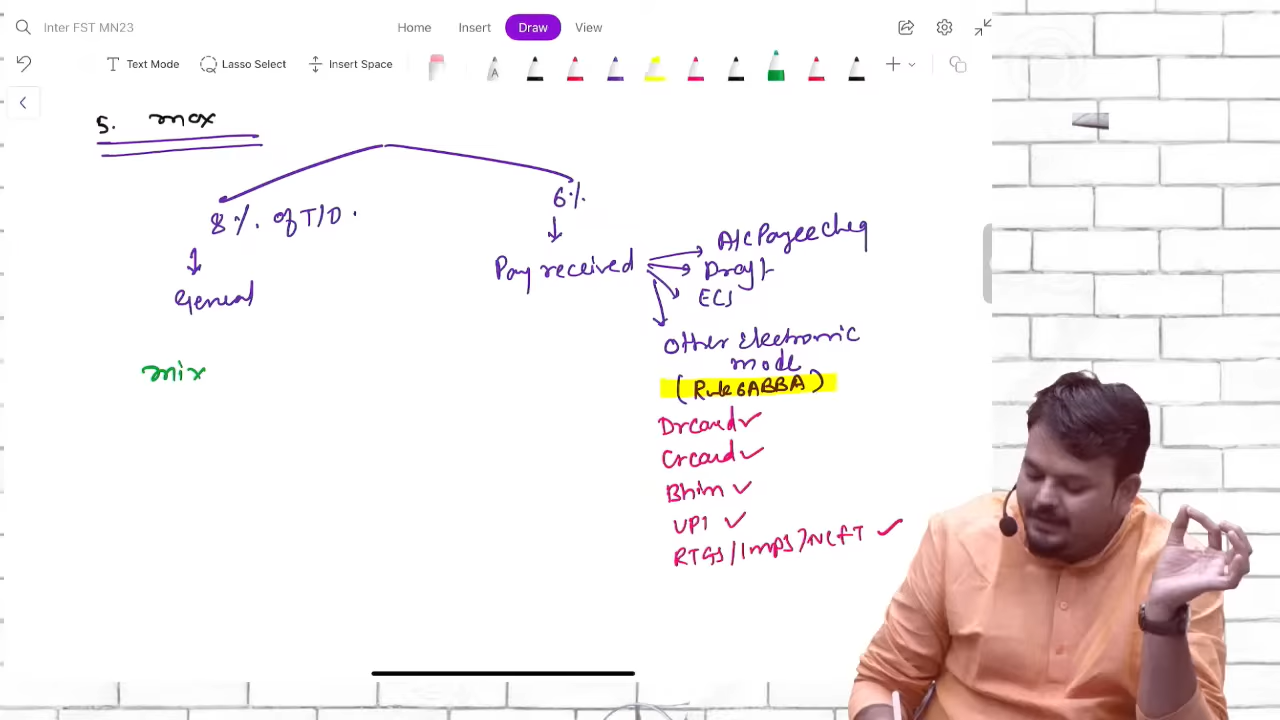 Inter FST MN23
Home Insert Draw View
Text Mode Lasso Select Insert Space
5. max
8%. of T/O.
6%.
General
Pay received
A/c Payee Cheq
Draft
ECS
Other Electronic
mode
(Rule 6ABBA)
Dr card ✓
Cr card ✓
Bhim ✓
UPI ✓
RTGS/Imps/Neft ✓
mix